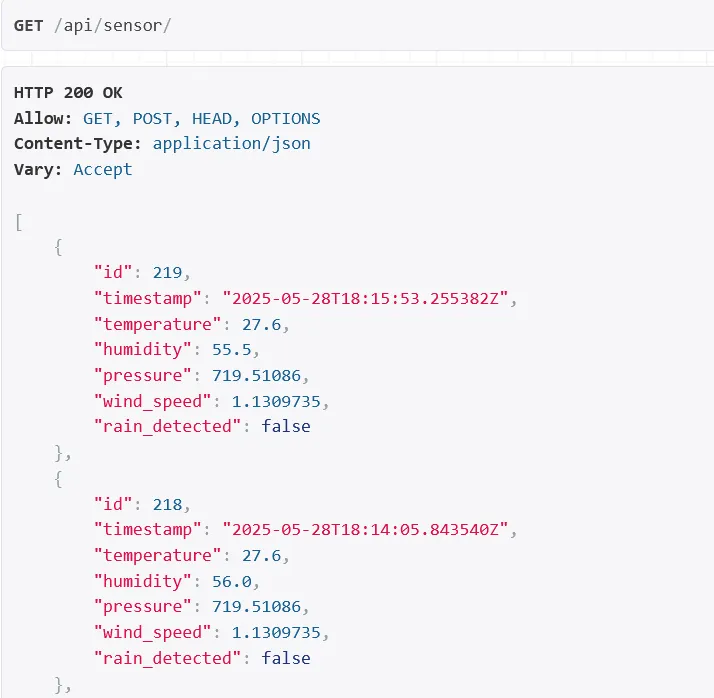 GET /api/sensor/
HTTP 200 OK
Allow: GET, POST, HEAD, OPTIONS
Content-Type: application/json
Vary: Accept
[
    {
        "id": 219,
        "timestamp": "2025-05-28T18:15:53.255382Z",
        "temperature": 27.6,
        "humidity": 55.5,
        "pressure": 719.51086,
        "wind_speed": 1.1309735,
        "rain_detected": false
    },
    {
        "id": 218,
        "timestamp": "2025-05-28T18:14:05.843540Z",
        "temperature": 27.6,
        "humidity": 56.0,
        "pressure": 719.51086,
        "wind_speed": 1.1309735,
        "rain_detected": false
    },